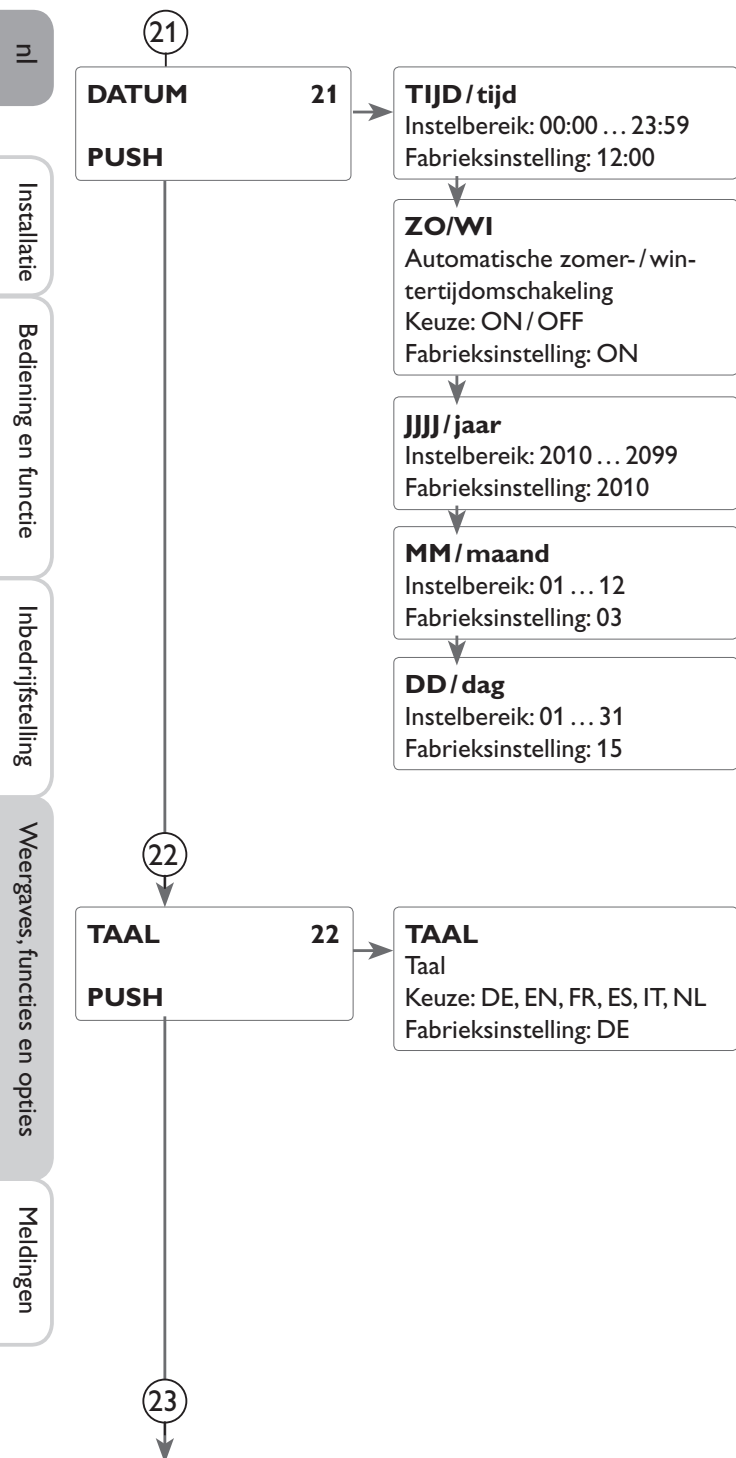 nl
Installatie
Bediening en functie
Inbedrijfstelling
Weergaves, functies en opties
Meldingen
21
DATUM 21
PUSH
TIJD / tijd
Instelbereik: 00:00 … 23:59
Fabrieksinstelling: 12:00
ZO/WI
Automatische zomer- / win-
tertijdomschakeling
Keuze: ON / OFF
Fabrieksinstelling: ON
JJJJ / jaar
Instelbereik: 2010 … 2099
Fabrieksinstelling: 2010
MM / maand
Instelbereik: 01 … 12
Fabrieksinstelling: 03
DD / dag
Instelbereik: 01 … 31
Fabrieksinstelling: 15
22
TAAL 22
PUSH
TAAL
Taal
Keuze: DE, EN, FR, ES, IT, NL
Fabrieksinstelling: DE
23